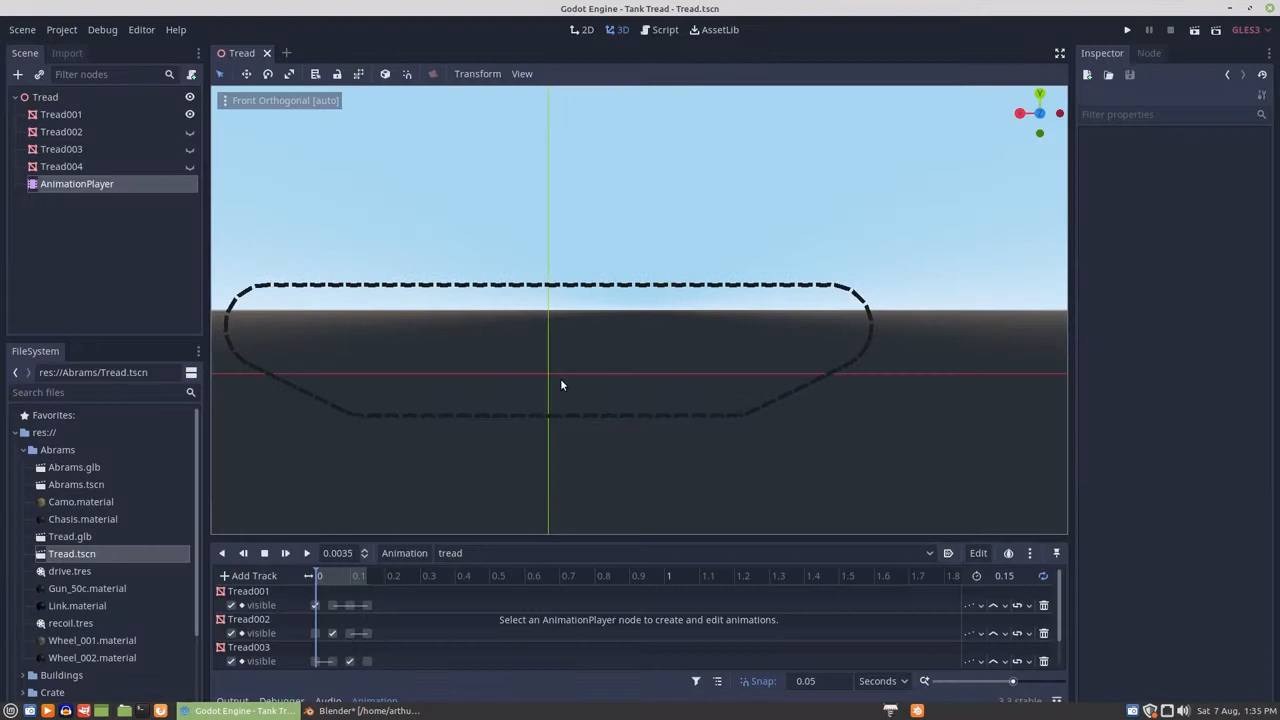 Godot Engine - Tank Tread - Tread.tscn
Scene Project Debug Editor Help
2D 3D Script AssetLib
GLES3
Scene Import
Tread
Inspector Node
Filter nodes
Transform View
Tread
Front Orthogonal [auto]
Y
Z
Filter properties
Tread001
Tread002
Tread003
Tread004
AnimationPlayer
FileSystem
res://Abrams/Tread.tscn
Search files
Favorites:
res://
Abrams
Abrams.glb
Abrams.tscn
Camo.material
Chasis.material
Tread.glb
Tread.tscn
drive.tres
Gun_50c.material
Link.material
recoil.tres
Wheel_001.material
Wheel_002.material
Buildings
Crate
0.0035 Animation tread Edit
Add Track 0 0.1 0.2 0.3 0.4 0.5 0.6 0.7 0.8 0.9 1 1.1 1.2 1.3 1.4 1.5 1.6 1.7 1.8 0.15
Tread001
visible
Tread002
Select an AnimationPlayer node to create and edit animations.
visible
Tread003
visible
Snap: 0.05 Seconds
Output Debugger Audio Animation 3.3.stable
Godot Engine - Tank Tr... Blender* [/home/arthu... Sat 7 Aug, 1:35 PM